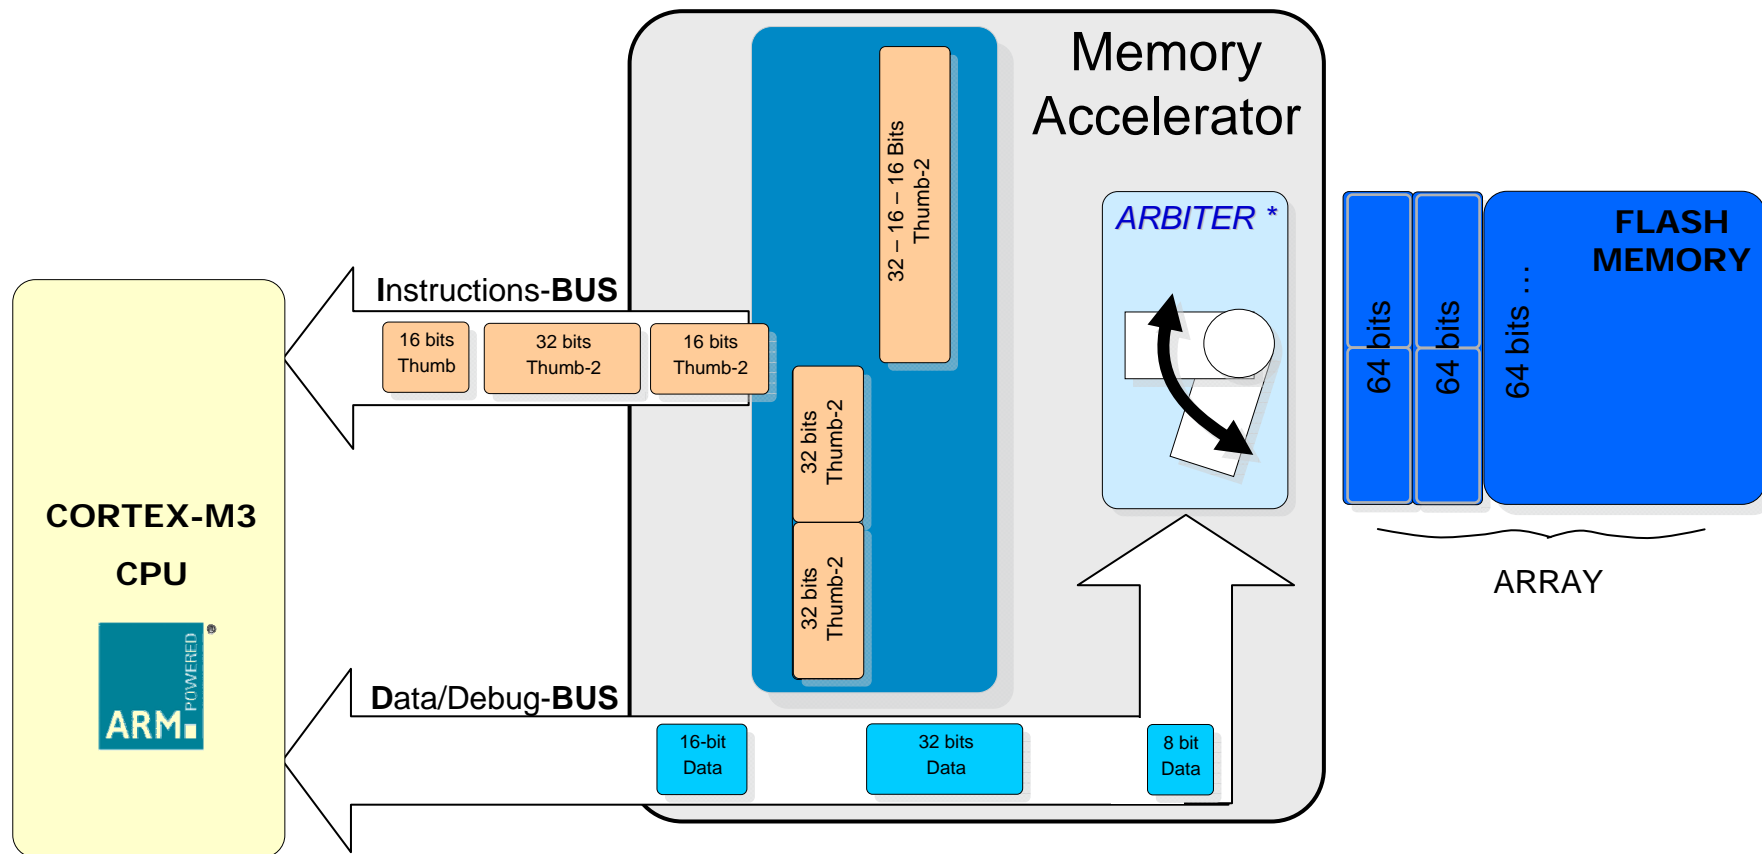 Memory
Accelerator
32 – 16 – 16 – 16 Bits
Thumb-2
ARBITER *
FLASH
MEMORY
64 bits
64 bits
64 bits ...
ARRAY
Instructions-BUS
16 bits
Thumb
32 bits
Thumb-2
16 bits
Thumb-2
32 bits
Thumb-2
32 bits
Thumb-2
CORTEX-M3
CPU
ARM POWERED ®
Data/Debug-BUS
16-bit
Data
32 bits
Data
8 bit
Data